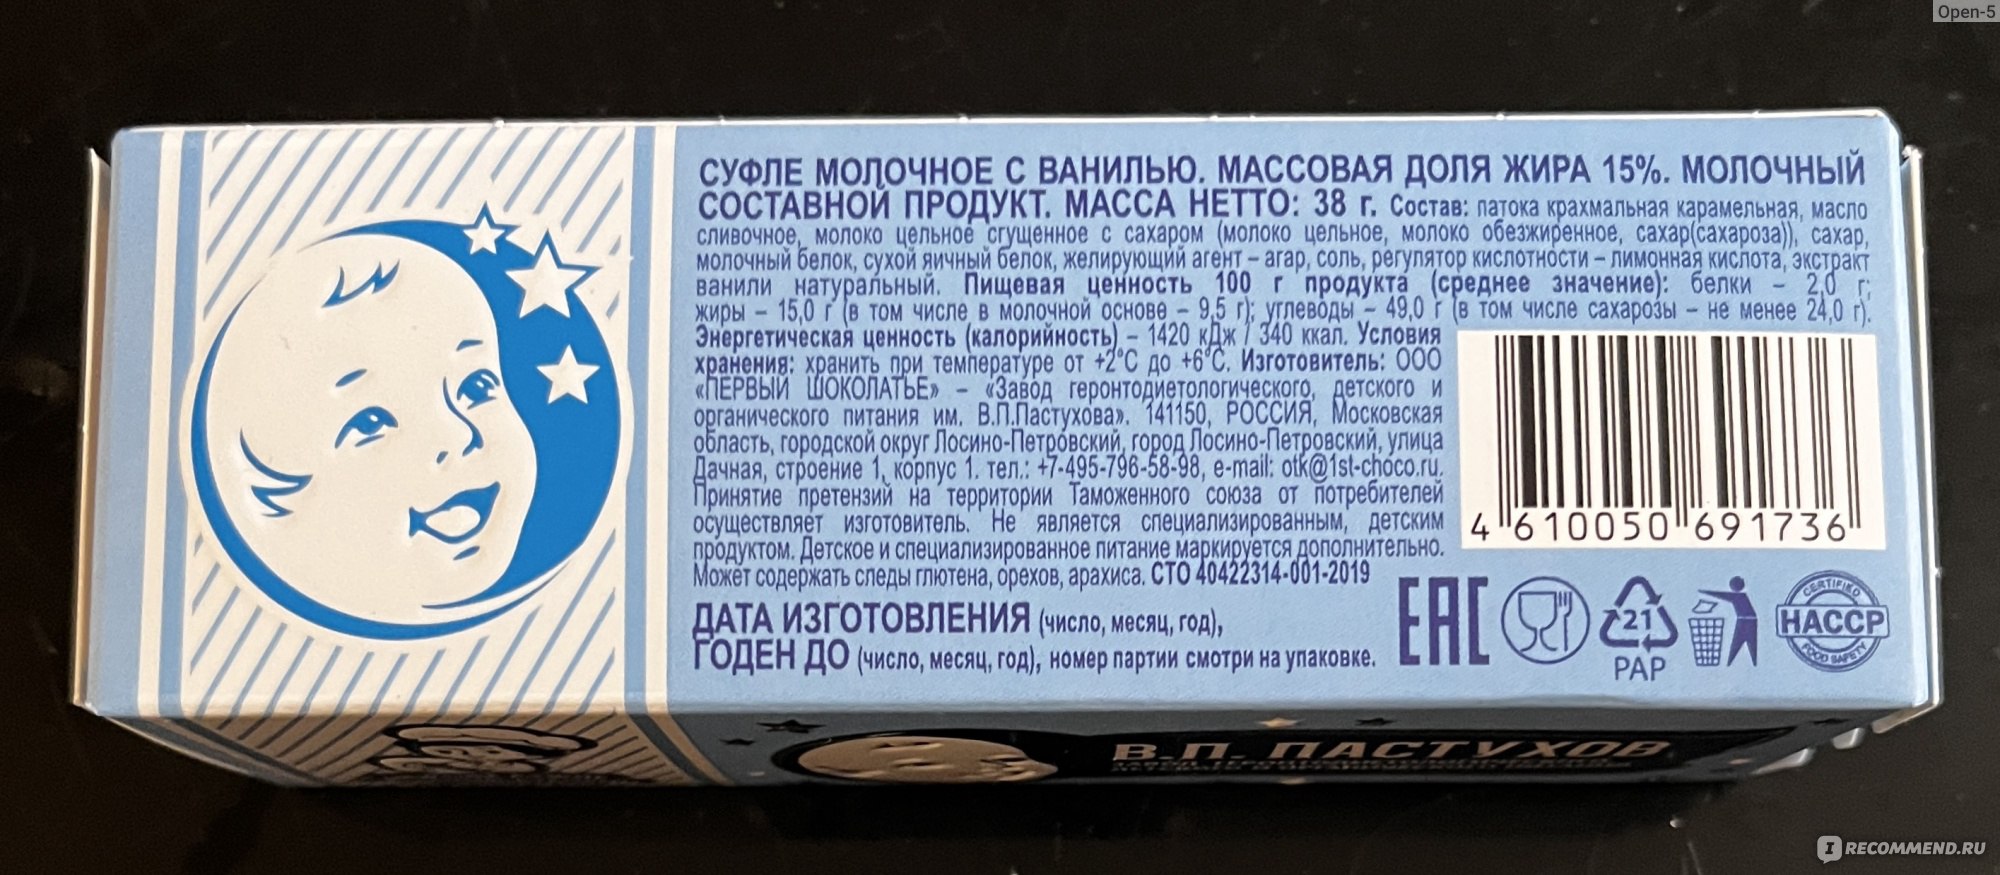 Open-5
СУФЛЕ МОЛОЧНОЕ С ВАНИЛЬЮ. МАССОВАЯ ДОЛЯ ЖИРА 15%. МОЛОЧНЫЙ
СОСТАВНОЙ ПРОДУКТ. МАССА НЕТТО: 38 г. Состав: патока крахмальная карамельная, масло
сливочное, молоко цельное сгущенное с сахаром (молоко цельное, молоко обезжиренное, сахар(сахароза)), сахар,
молочный белок, сухой яичный белок, желирующий агент – агар, соль, регулятор кислотности – лимонная кислота, экстракт
ванили натуральный. Пищевая ценность 100 г продукта (среднее значение): белки – 2,0 г;
жиры – 15,0 г (в том числе в молочной основе – 9,5 г); углеводы – 49,0 г (в том числе сахарозы – не менее 24,0 г).
Энергетическая ценность (калорийность) – 1420 кДж / 340 ккал. Условия
хранения: хранить при температуре от +2°С до +6°С. Изготовитель: ООО
«ПЕРВЫЙ ШОКОЛАТЬЕ» – «Завод геронтодиетологического, детского и
органического питания им. В.П.Пастухова». 141150, РОССИЯ, Московская
область, городской округ Лосино-Петровский, город Лосино-Петровский, улица
Дачная, строение 1, корпус 1. тел.: +7-495-796-58-98, e-mail: otk@1st-choco.ru.
Принятие претензий на территории Таможенного союза от потребителей
осуществляет изготовитель. Не является специализированным, детским
продуктом. Детское и специализированное питание маркируется дополнительно.
Может содержать следы глютена, орехов, арахиса. СТО 40422314-001-2019
ДАТА ИЗГОТОВЛЕНИЯ (число, месяц, год),
ГОДЕН ДО (число, месяц, год), номер партии смотри на упаковке.
4 610050 691736
ЕАС
21
PAP
CERTIFIED
HACCP
FOOD SAFETY
В.П. ПАСТУХОВ
IRECOMMEND.RU